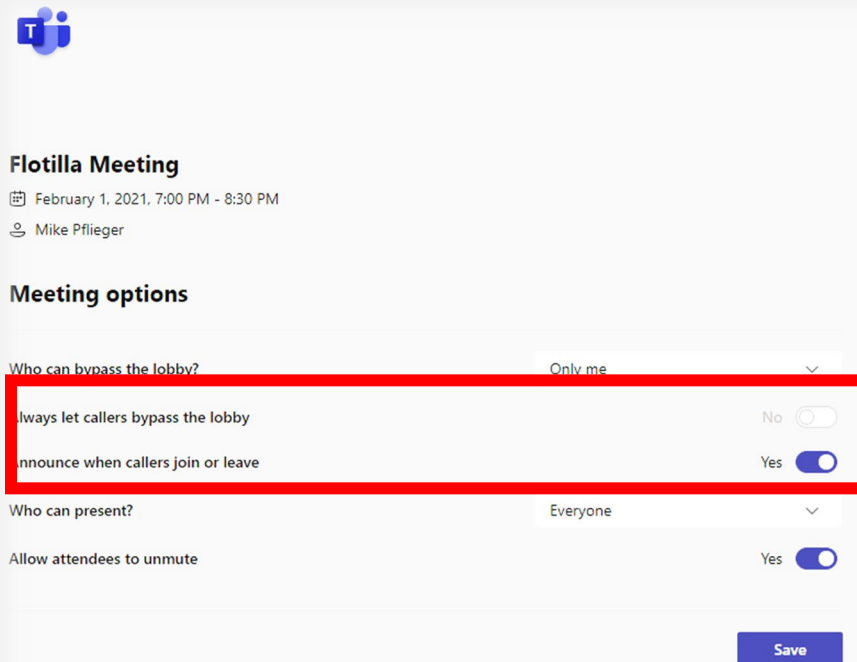 T
Flotilla Meeting
February 1, 2021, 7:00 PM - 8:30 PM
Mike Pflieger
Meeting options
Who can bypass the lobby? Only me
lways let callers bypass the lobby No
nnounce when callers join or leave Yes
Who can present? Everyone
Allow attendees to unmute Yes
Save